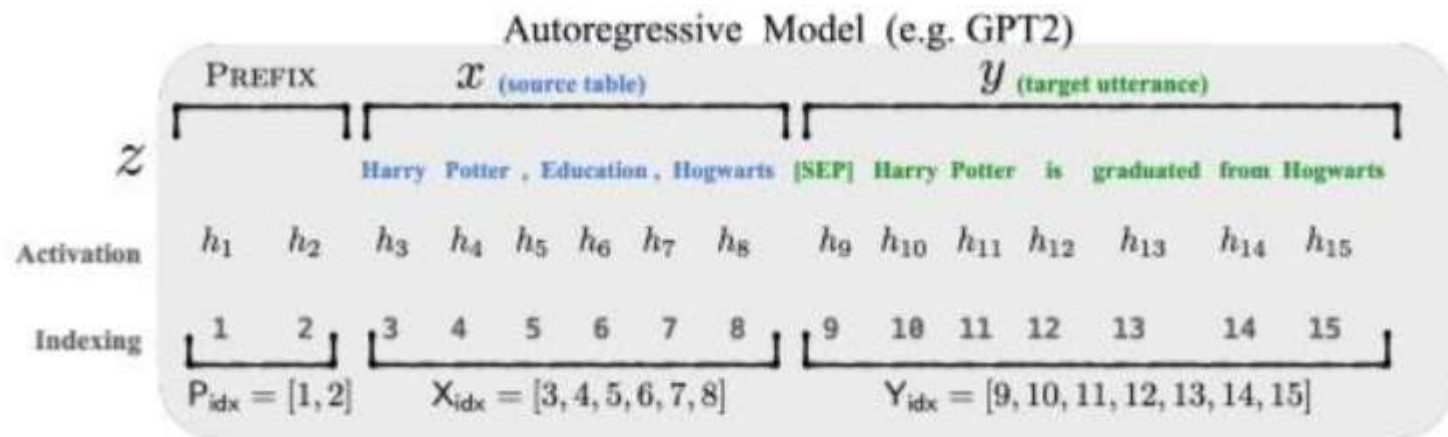 Autoregressive Model (e.g. GPT2)
PREFIX x (source table) y (target utterance)
z Harry Potter , Education , Hogwarts [SEP] Harry Potter is graduated from Hogwarts
Activation h₁ h₂ h₃ h₄ h₅ h₆ h₇ h₈ h₉ h₁₀ h₁₁ h₁₂ h₁₃ h₁₄ h₁₅
Indexing 1 2 3 4 5 6 7 8 9 10 11 12 13 14 15
P_idx = [1, 2] X_idx = [3, 4, 5, 6, 7, 8] Y_idx = [9, 10, 11, 12, 13, 14, 15]